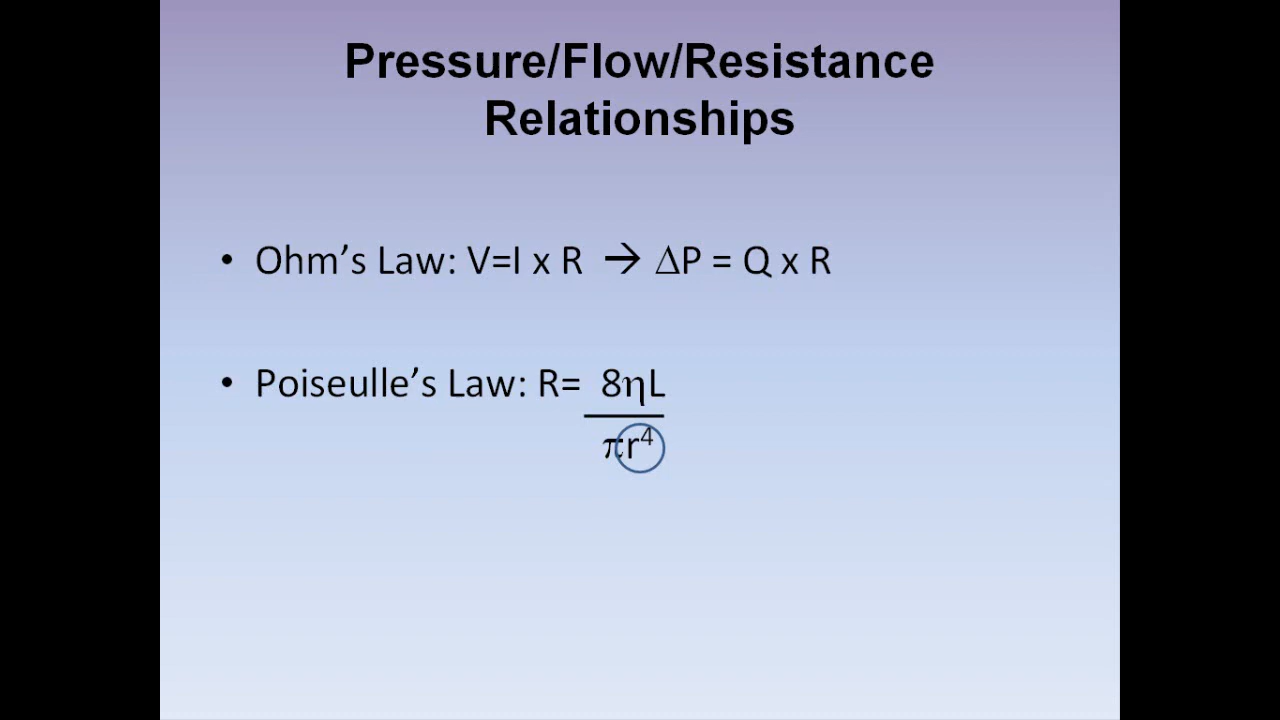 Pressure/Flow/Resistance
Relationships
• Ohm’s Law: V=I x R → ΔP = Q x R
• Poiseulle’s Law: R= 8ηL
πr⁴